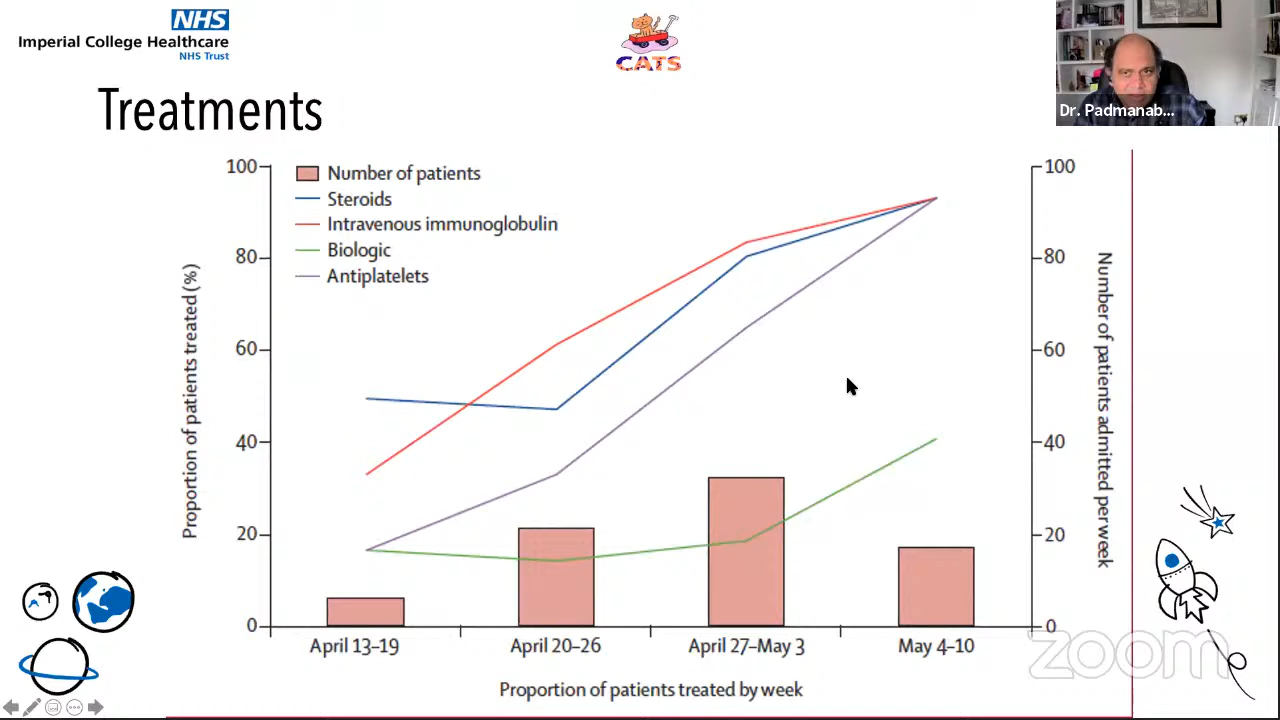 NHS
Imperial College Healthcare
NHS Trust
CATS
Dr. Padmanab...
Treatments
Number of patients
Steroids
Intravenous immunoglobulin
Biologic
Antiplatelets
Proportion of patients treated (%)
100
80
60
40
20
0
100
80
60
40
20
0
Number of patients admitted per week
April 13–19
April 20–26
April 27–May 3
May 4–10
Proportion of patients treated by week
zoom